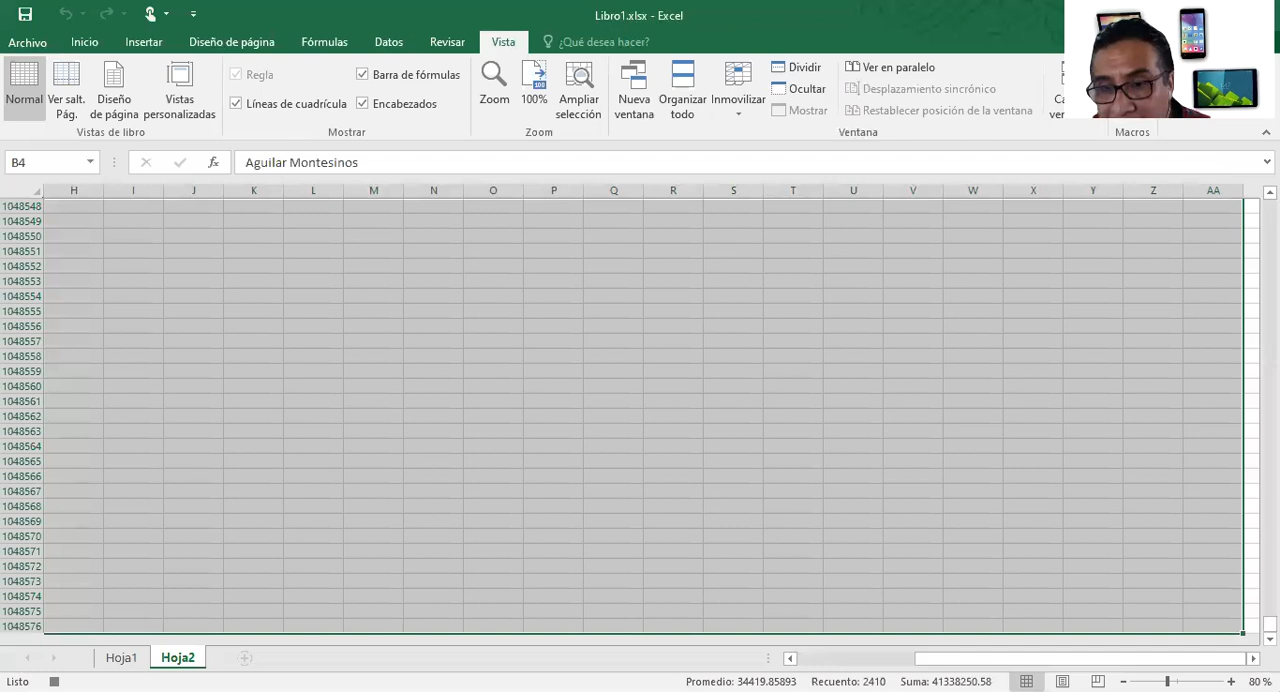 Libro1.xlsx - Excel
Archivo Inicio Insertar Diseño de página Fórmulas Datos Revisar Vista ¿Qué desea hacer?
Normal
Ver salt. Pág.
Diseño de página
Vistas personalizadas
Vistas de libro
Regla
Barra de fórmulas
Líneas de cuadrícula
Encabezados
Mostrar
Zoom
100%
Ampliar selección
Zoom
Nueva ventana
Organizar todo
Inmovilizar
Dividir
Ocultar
Mostrar
Ver en paralelo
Desplazamiento sincrónico
Restablecer posición de la ventana
Ventana
Macros
B4 fx Aguilar Montesinos
H I J K L M N O P Q R S T U V W X Y Z AA
1048548
1048549
1048550
1048551
1048552
1048553
1048554
1048555
1048556
1048557
1048558
1048559
1048560
1048561
1048562
1048563
1048564
1048565
1048566
1048567
1048568
1048569
1048570
1048571
1048572
1048573
1048574
1048575
1048576
Hoja1 Hoja2
Listo Promedio: 34419.85893 Recuento: 2410 Suma: 41338250.58 80 %